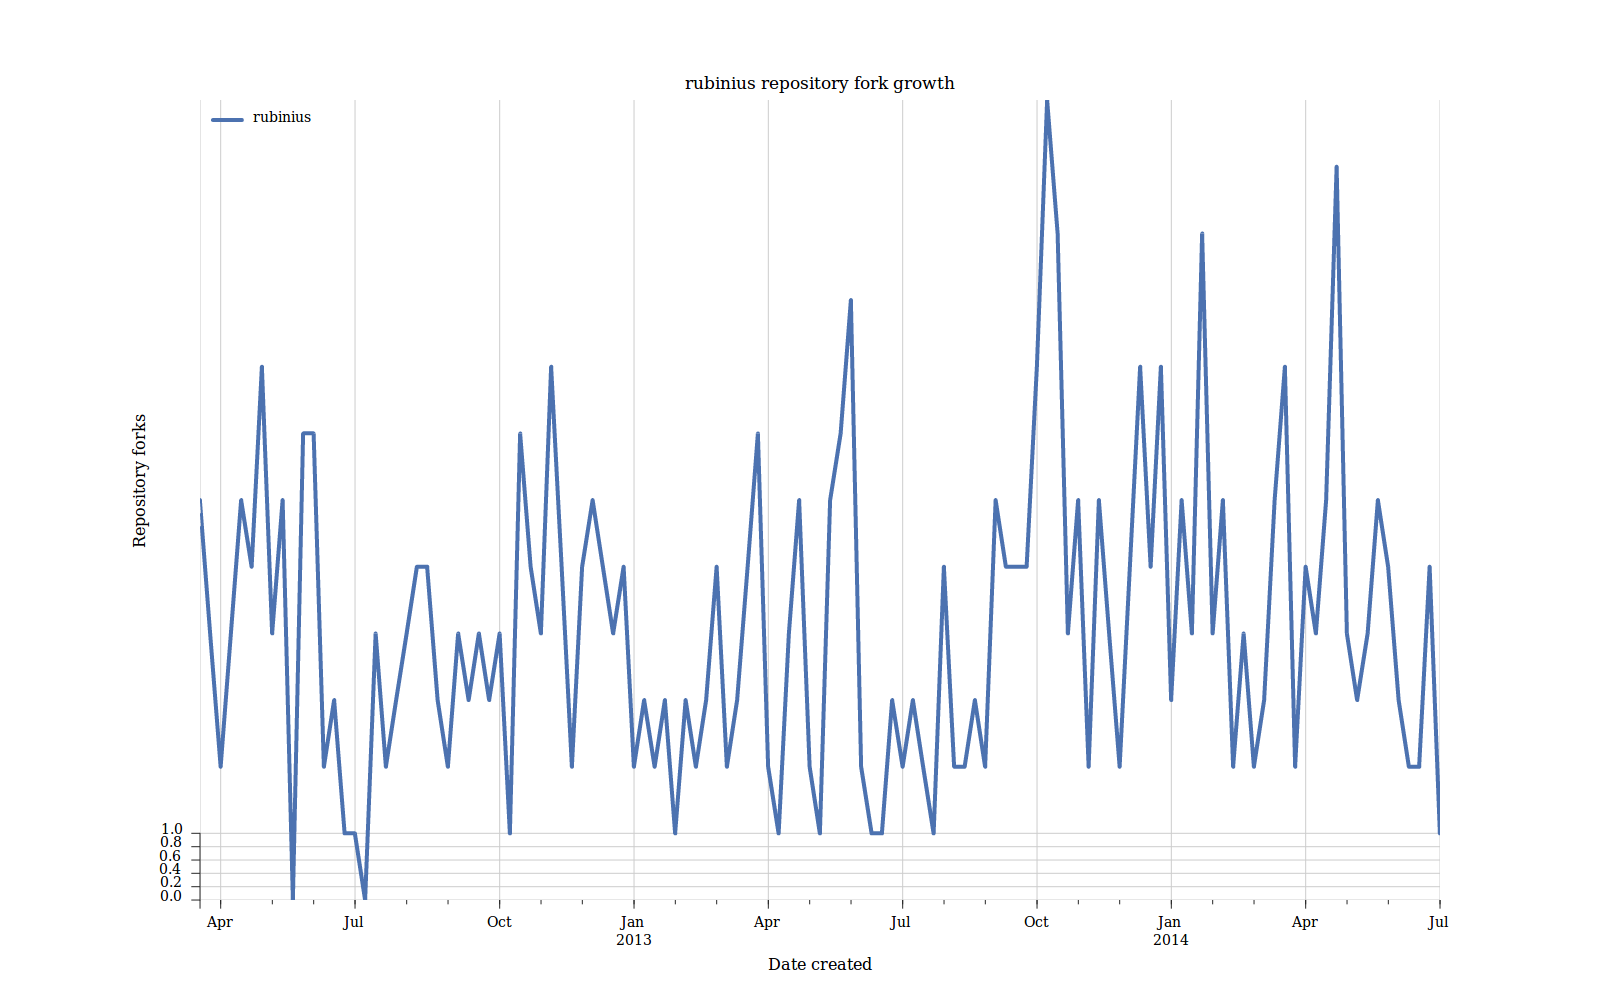 rubinius repository fork growth
rubinius
Repository forks
1.0
0.8
0.6
0.4
0.2
0.0
Apr Jul Oct Jan Apr Jul Oct Jan Apr Jul
2013 2014
Date created